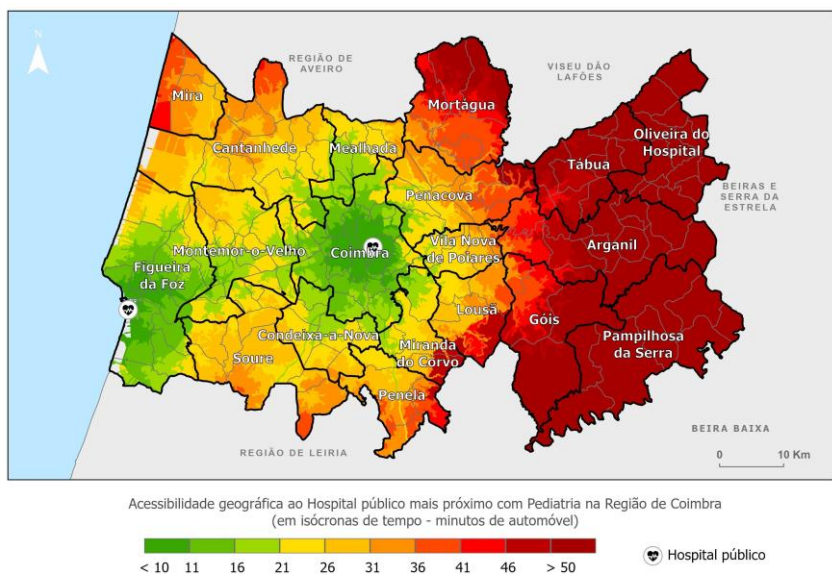 N
REGIÃO DE
AVEIRO
VISEU DÃO
LAFÕES
Mira
Mortágua
Oliveira do
Hospital
Cantanhede
Mealhada
Tábua
BEIRAS E
SERRA DA
ESTRELA
Penacova
Arganil
Vila Nova
de Poiares
Montemor-o-Velho
Coimbra
Figueira
da Foz
Lousã
Góis
Condeixa-a-Nova
Miranda
do Corvo
Pampilhosa
da Serra
Soure
Penela
BEIRA BAIXA
REGIÃO DE LEIRIA
0 10 Km
Acessibilidade geográfica ao Hospital público mais próximo com Pediatria na Região de Coimbra
(em isócronas de tempo - minutos de automóvel)
Hospital público
< 10 11 16 21 26 31 36 41 46 > 50